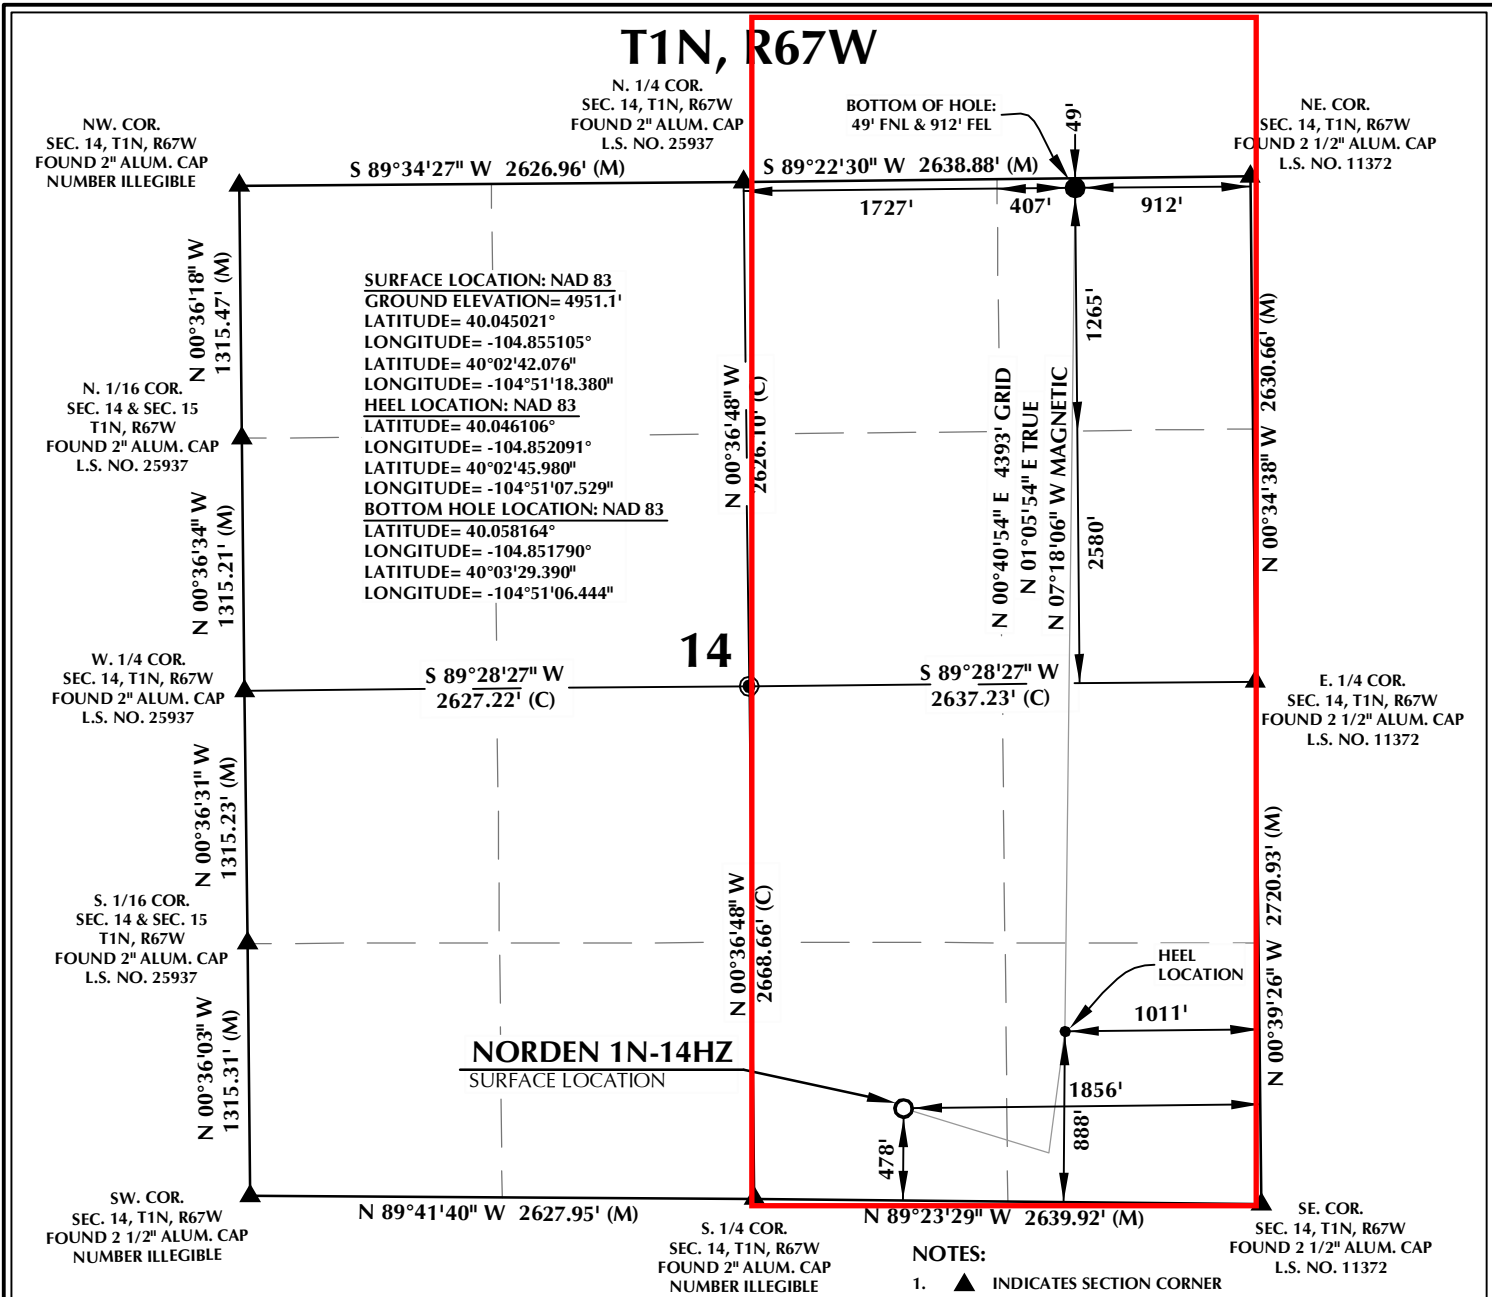 T1N, R67W
NW. COR.
SEC. 14, T1N, R67W
FOUND 2" ALUM. CAP
NUMBER ILLEGIBLE
N. 1/4 COR.
SEC. 14, T1N, R67W
FOUND 2" ALUM. CAP
L.S. NO. 25937
BOTTOM OF HOLE:
49' FNL & 912' FEL
49'
NE. COR.
SEC. 14, T1N, R67W
FOUND 2 1/2" ALUM. CAP
L.S. NO. 11372
S 89°34'27" W 2626.96' (M)
S 89°22'30" W 2638.88' (M)
1727'
407'
912'
N 00°36'18" W
1315.47' (M)
SURFACE LOCATION: NAD 83
GROUND ELEVATION= 4951.1'
LATITUDE= 40.045021°
LONGITUDE= -104.855105°
LATITUDE= 40°02'42.076"
LONGITUDE= -104°51'18.380"
HEEL LOCATION: NAD 83
LATITUDE= 40.046106°
LONGITUDE= -104.852091°
LATITUDE= 40°02'45.980"
LONGITUDE= -104°51'07.529"
BOTTOM HOLE LOCATION: NAD 83
LATITUDE= 40.058164°
LONGITUDE= -104.851790°
LATITUDE= 40°03'29.390"
LONGITUDE= -104°51'06.444"
N 00°36'48" W
2626.10' (C)
N 00°40'54" E 4393' GRID
N 01°05'54" E TRUE
N 07°18'06" W MAGNETIC
1265'
2580'
N 00°34'38" W 2630.66' (M)
N. 1/16 COR.
SEC. 14 & SEC. 15
T1N, R67W
FOUND 2" ALUM. CAP
L.S. NO. 25937
N 00°36'34" W
1315.21' (M)
W. 1/4 COR.
SEC. 14, T1N, R67W
FOUND 2" ALUM. CAP
L.S. NO. 25937
S 89°28'27" W
2627.22' (C)
14
S 89°28'27" W
2637.23' (C)
E. 1/4 COR.
SEC. 14, T1N, R67W
FOUND 2 1/2" ALUM. CAP
L.S. NO. 11372
N 00°36'31" W
1315.23' (M)
N 00°36'48" W
2668.66' (C)
N 00°39'26" W 2720.93' (M)
S. 1/16 COR.
SEC. 14 & SEC. 15
T1N, R67W
FOUND 2" ALUM. CAP
L.S. NO. 25937
HEEL
LOCATION
1011'
N 00°36'03" W
1315.31' (M)
NORDEN 1N-14HZ
SURFACE LOCATION
1856'
888'
478'
SW. COR.
SEC. 14, T1N, R67W
FOUND 2 1/2" ALUM. CAP
NUMBER ILLEGIBLE
N 89°41'40" W 2627.95' (M)
N 89°23'29" W 2639.92' (M)
S. 1/4 COR.
SEC. 14, T1N, R67W
FOUND 2" ALUM. CAP
NUMBER ILLEGIBLE
SE. COR.
SEC. 14, T1N, R67W
FOUND 2 1/2" ALUM. CAP
L.S. NO. 11372
NOTES:
1. INDICATES SECTION CORNER